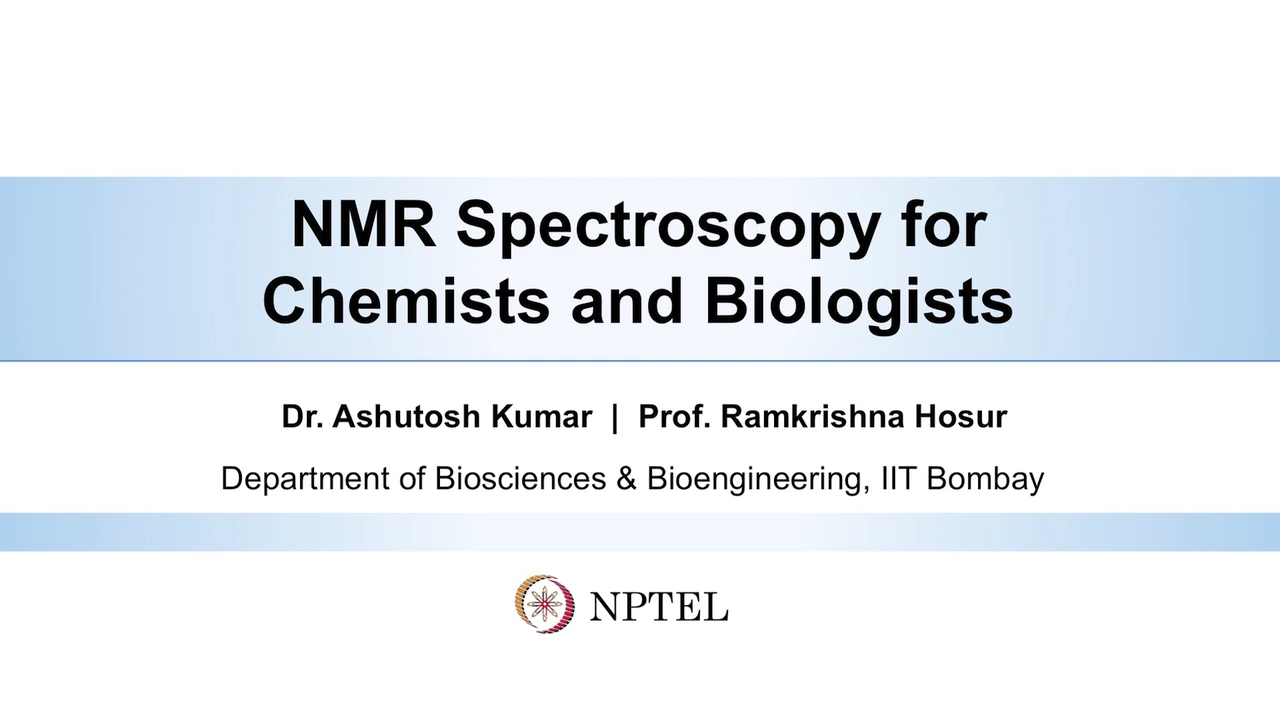 NMR Spectroscopy for
Chemists and Biologists
Dr. Ashutosh Kumar | Prof. Ramkrishna Hosur
Department of Biosciences & Bioengineering, IIT Bombay
NPTEL